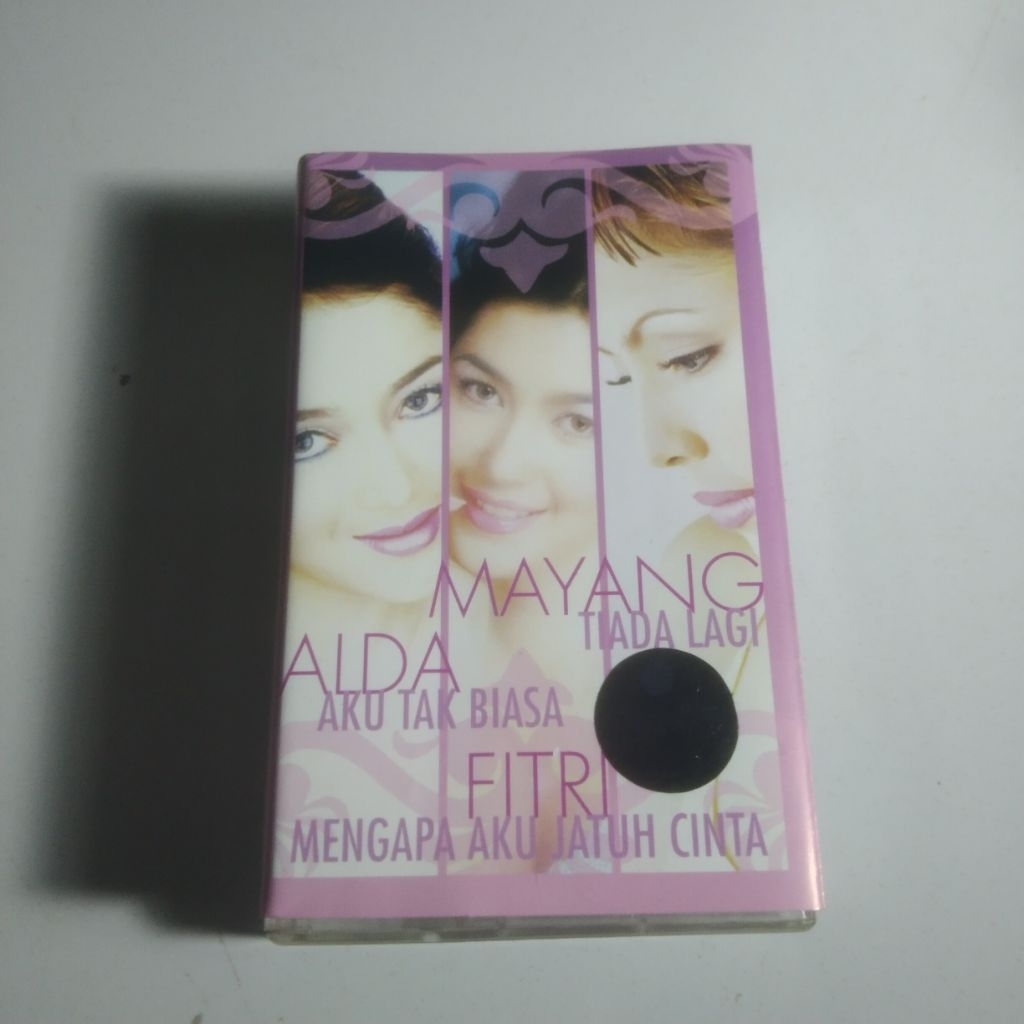 MAYANG
TIADA LAGI
ALDA
AKU TAK BIASA
FITRI
MENGAPA AKU JATUH CINTA